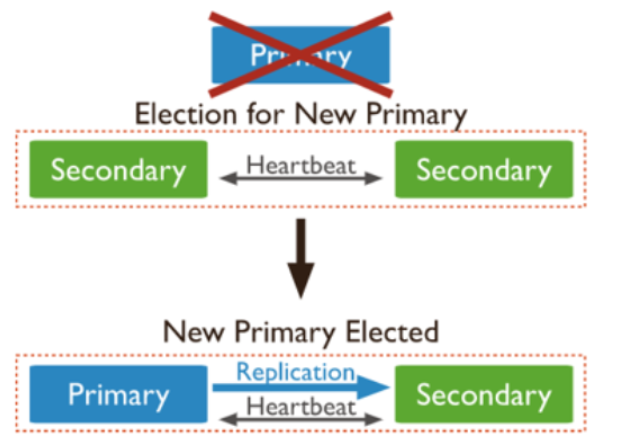 Primary
Election for New Primary
Secondary Heartbeat Secondary
New Primary Elected
Replication
Primary Secondary
Heartbeat